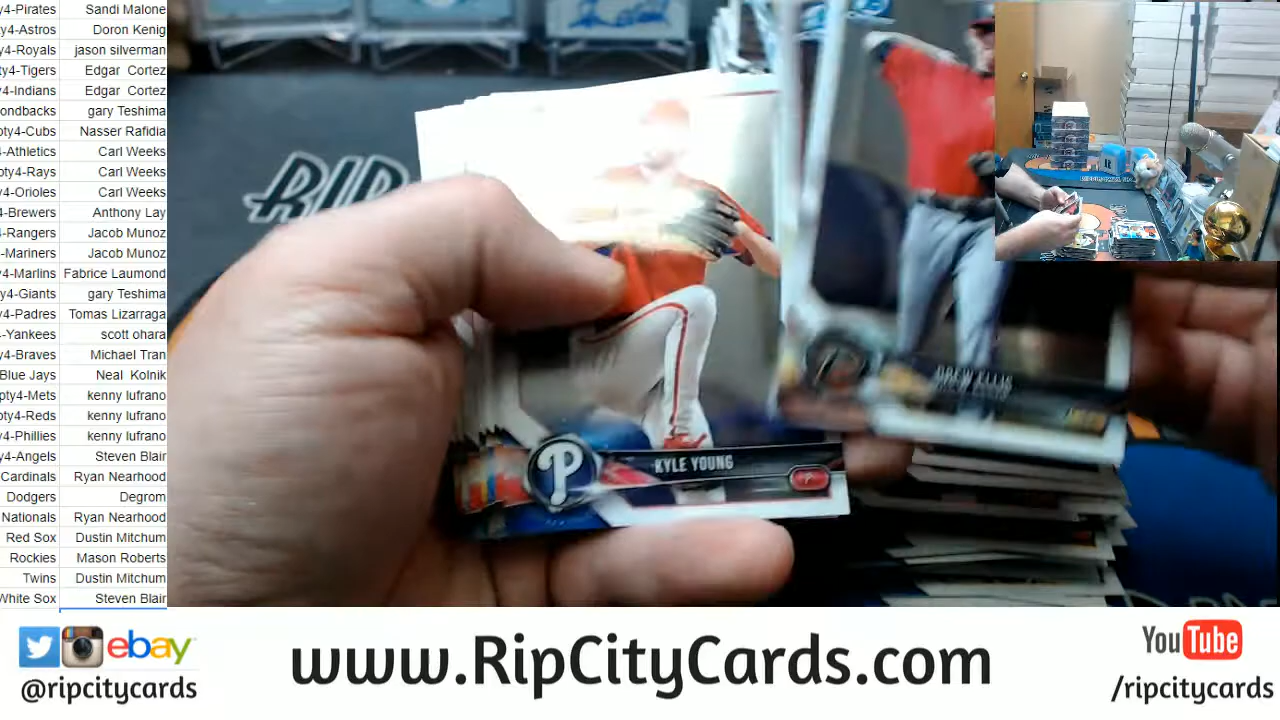 y4-Pirates Sandi Malone
y4-Astros Doron Kenig
y4-Royals jason silverman
y4-Tigers Edgar Cortez
y4-Indians Edgar Cortez
ondbacks gary Teshima
pty4-Cubs Nasser Rafidia
4-Athletics Carl Weeks
pty4-Rays Carl Weeks
4-Orioles Carl Weeks
4-Brewers Anthony Lay
4-Rangers Jacob Munoz
-Mariners Jacob Munoz
y4-Marlins Fabrice Laumond
y4-Giants gary Teshima
y4-Padres Tomas Lizarraga
-Yankees scott ohara
y4-Braves Michael Tran
Blue Jays Neal Kolnik
pty4-Mets kenny lufrano
pty4-Reds kenny lufrano
y4-Phillies kenny lufrano
y4-Angels Steven Blair
Cardinals Ryan Nearhood
Dodgers Degrom
Nationals Ryan Nearhood
Red Sox Dustin Mitchum
Rockies Mason Roberts
Twins Dustin Mitchum
White Sox Steven Blair
RIP
P
KYLE YOUNG
DREW ELLIS
ebay
@ripcitycards
www.RipCityCards.com
YouTube
/ripcitycards